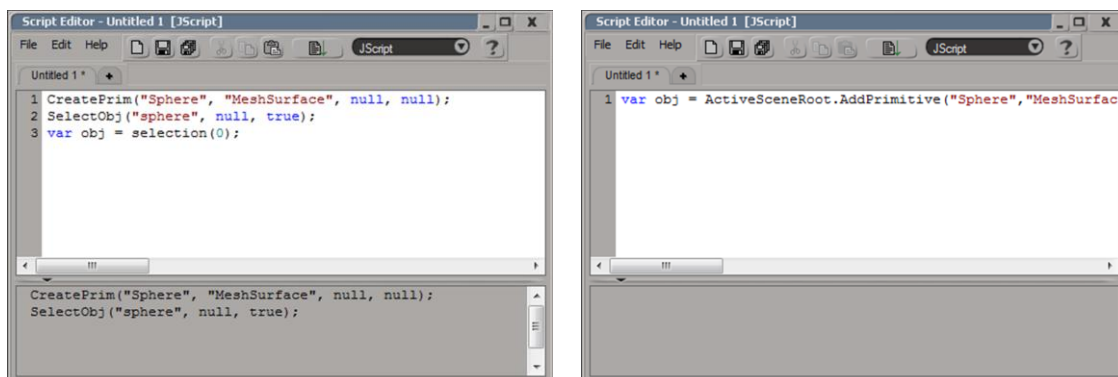 Script Editor - Untitled 1 [JScript]
File Edit Help JScript ?
Untitled 1 * +
1 CreatePrim("Sphere", "MeshSurface", null, null);
2 SelectObj("sphere", null, true);
3 var obj = selection(0);
CreatePrim("Sphere", "MeshSurface", null, null);
SelectObj("sphere", null, true);
Script Editor - Untitled 1 [JScript]
File Edit Help JScript ?
Untitled 1 * +
1 var obj = ActiveSceneRoot.AddPrimitive("Sphere","MeshSurfac